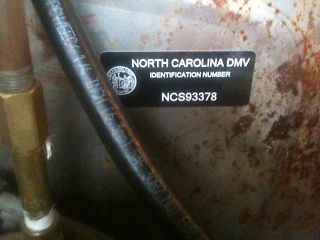 NORTH CAROLINA DMV
IDENTIFICATION NUMBER
NCS93378